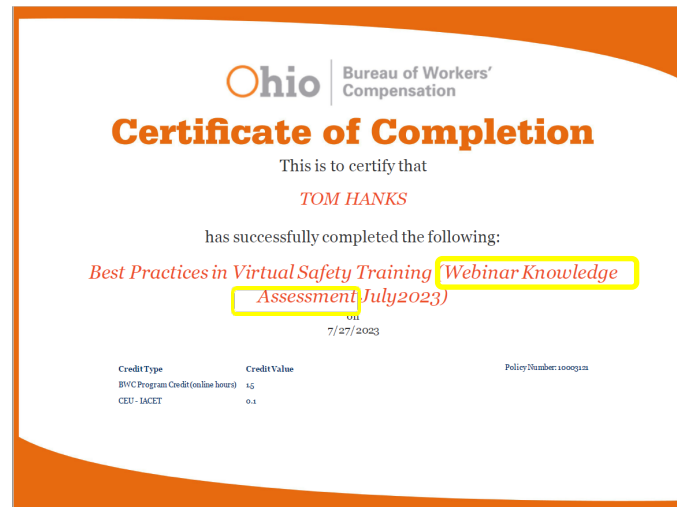 Ohio
Bureau of Workers'
Compensation
Certificate of Completion
This is to certify that
TOM HANKS
has successfully completed the following:
Best Practices in Virtual Safety Training (Webinar Knowledge
Assessment July2023)
on
7/27/2023
Credit Type Credit Value Policy Number: 10003121
BWC Program Credit (online hours) 1.5
CEU - IACET 0.1